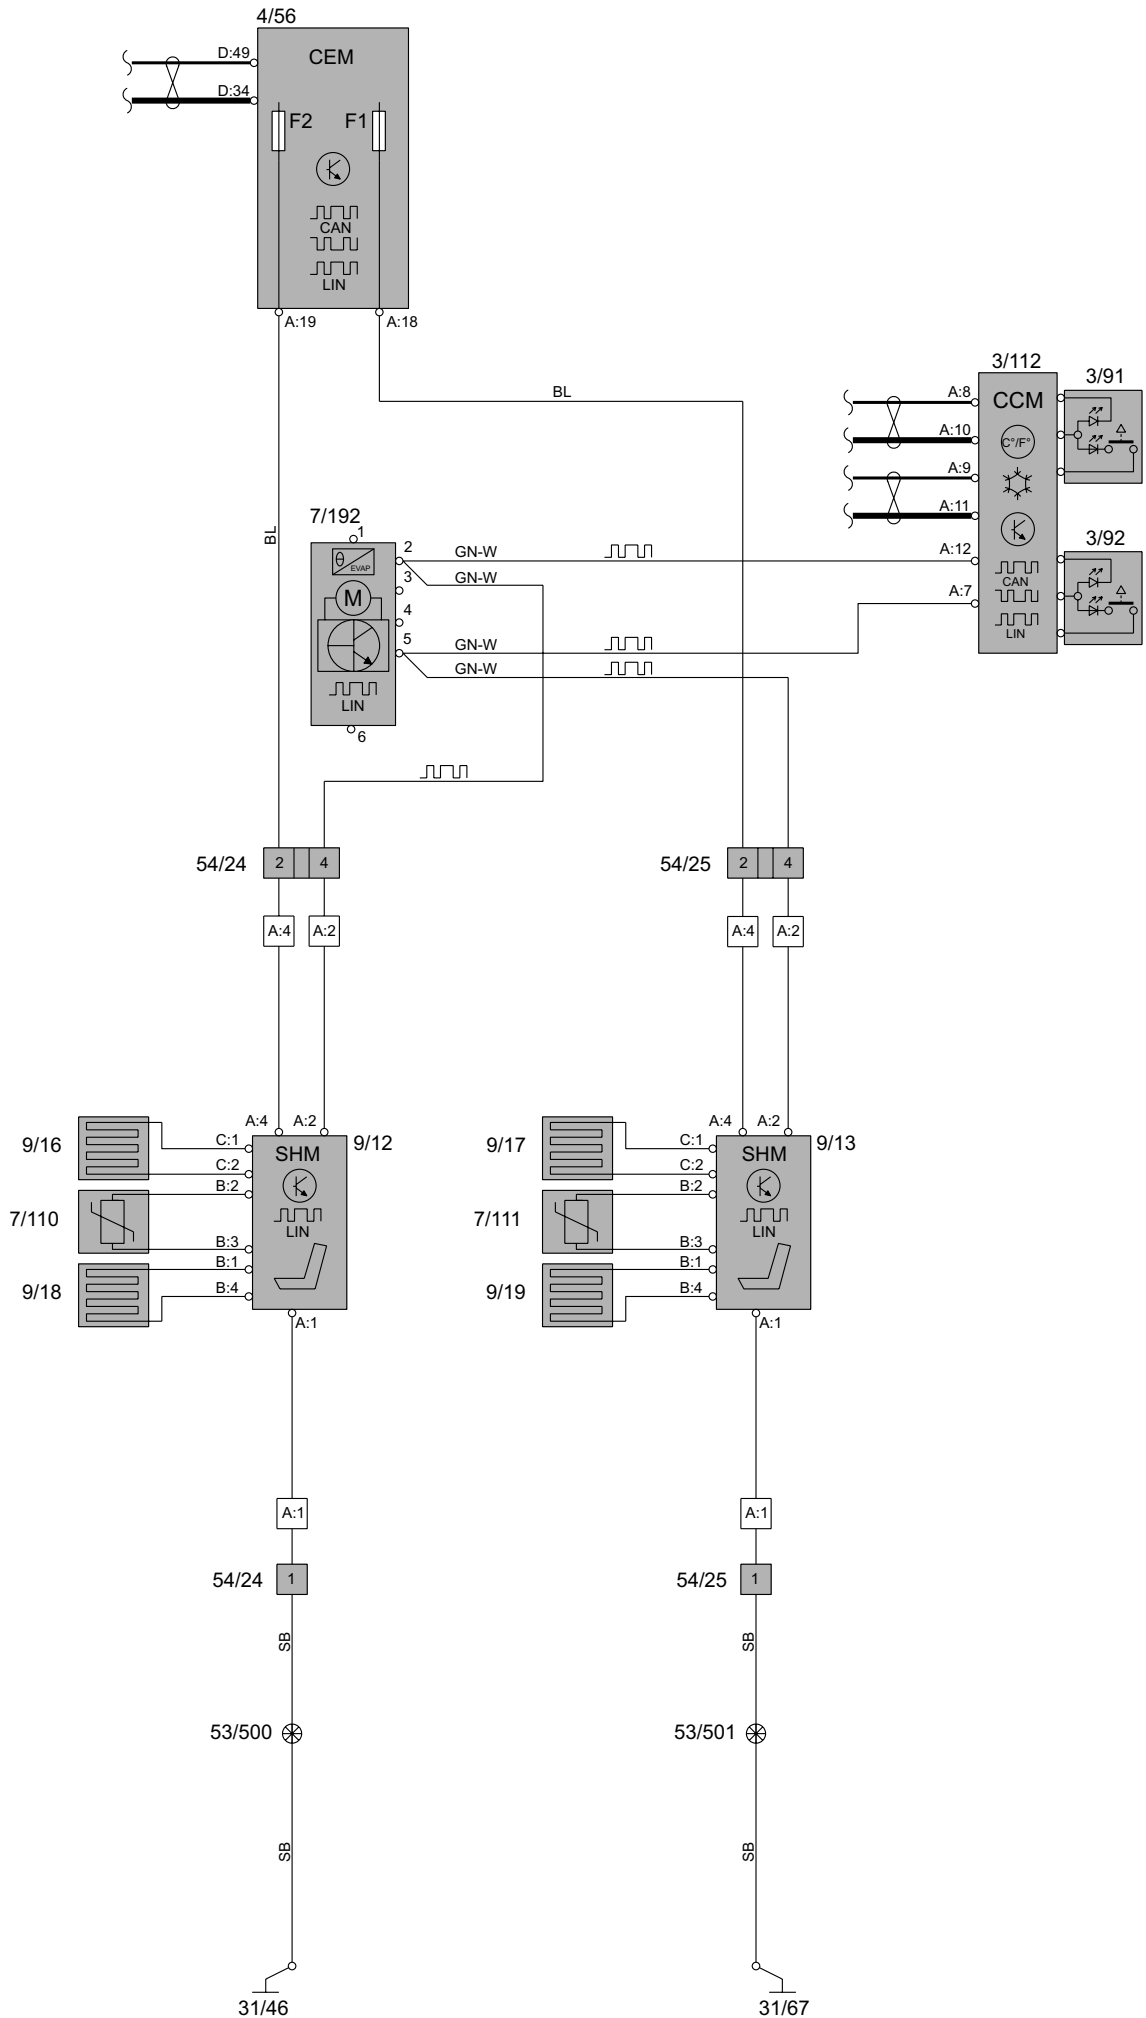 4/56
D:49
CEM
D:34
F2
F1
CAN
LIN
A:19
A:18
BL
3/112
3/91
A:8
CCM
A:10
C°/F°
A:9
A:11
BL
7/192
1
3/92
2
GN-W
A:12
θ
EVAP
3
GN-W
CAN
M
A:7
4
5
GN-W
LIN
GN-W
LIN
6
54/24
2
4
54/25
2
4
A:4
A:2
A:4
A:2
A:4
A:2
A:4
A:2
9/16
C:1
9/12
9/17
C:1
9/13
SHM
SHM
C:2
C:2
B:2
B:2
7/110
LIN
7/111
LIN
B:3
B:3
B:1
B:1
9/18
B:4
9/19
B:4
A:1
A:1
A:1
A:1
54/24
1
54/25
1
SB
SB
53/500
53/501
SB
SB
31/46
31/67